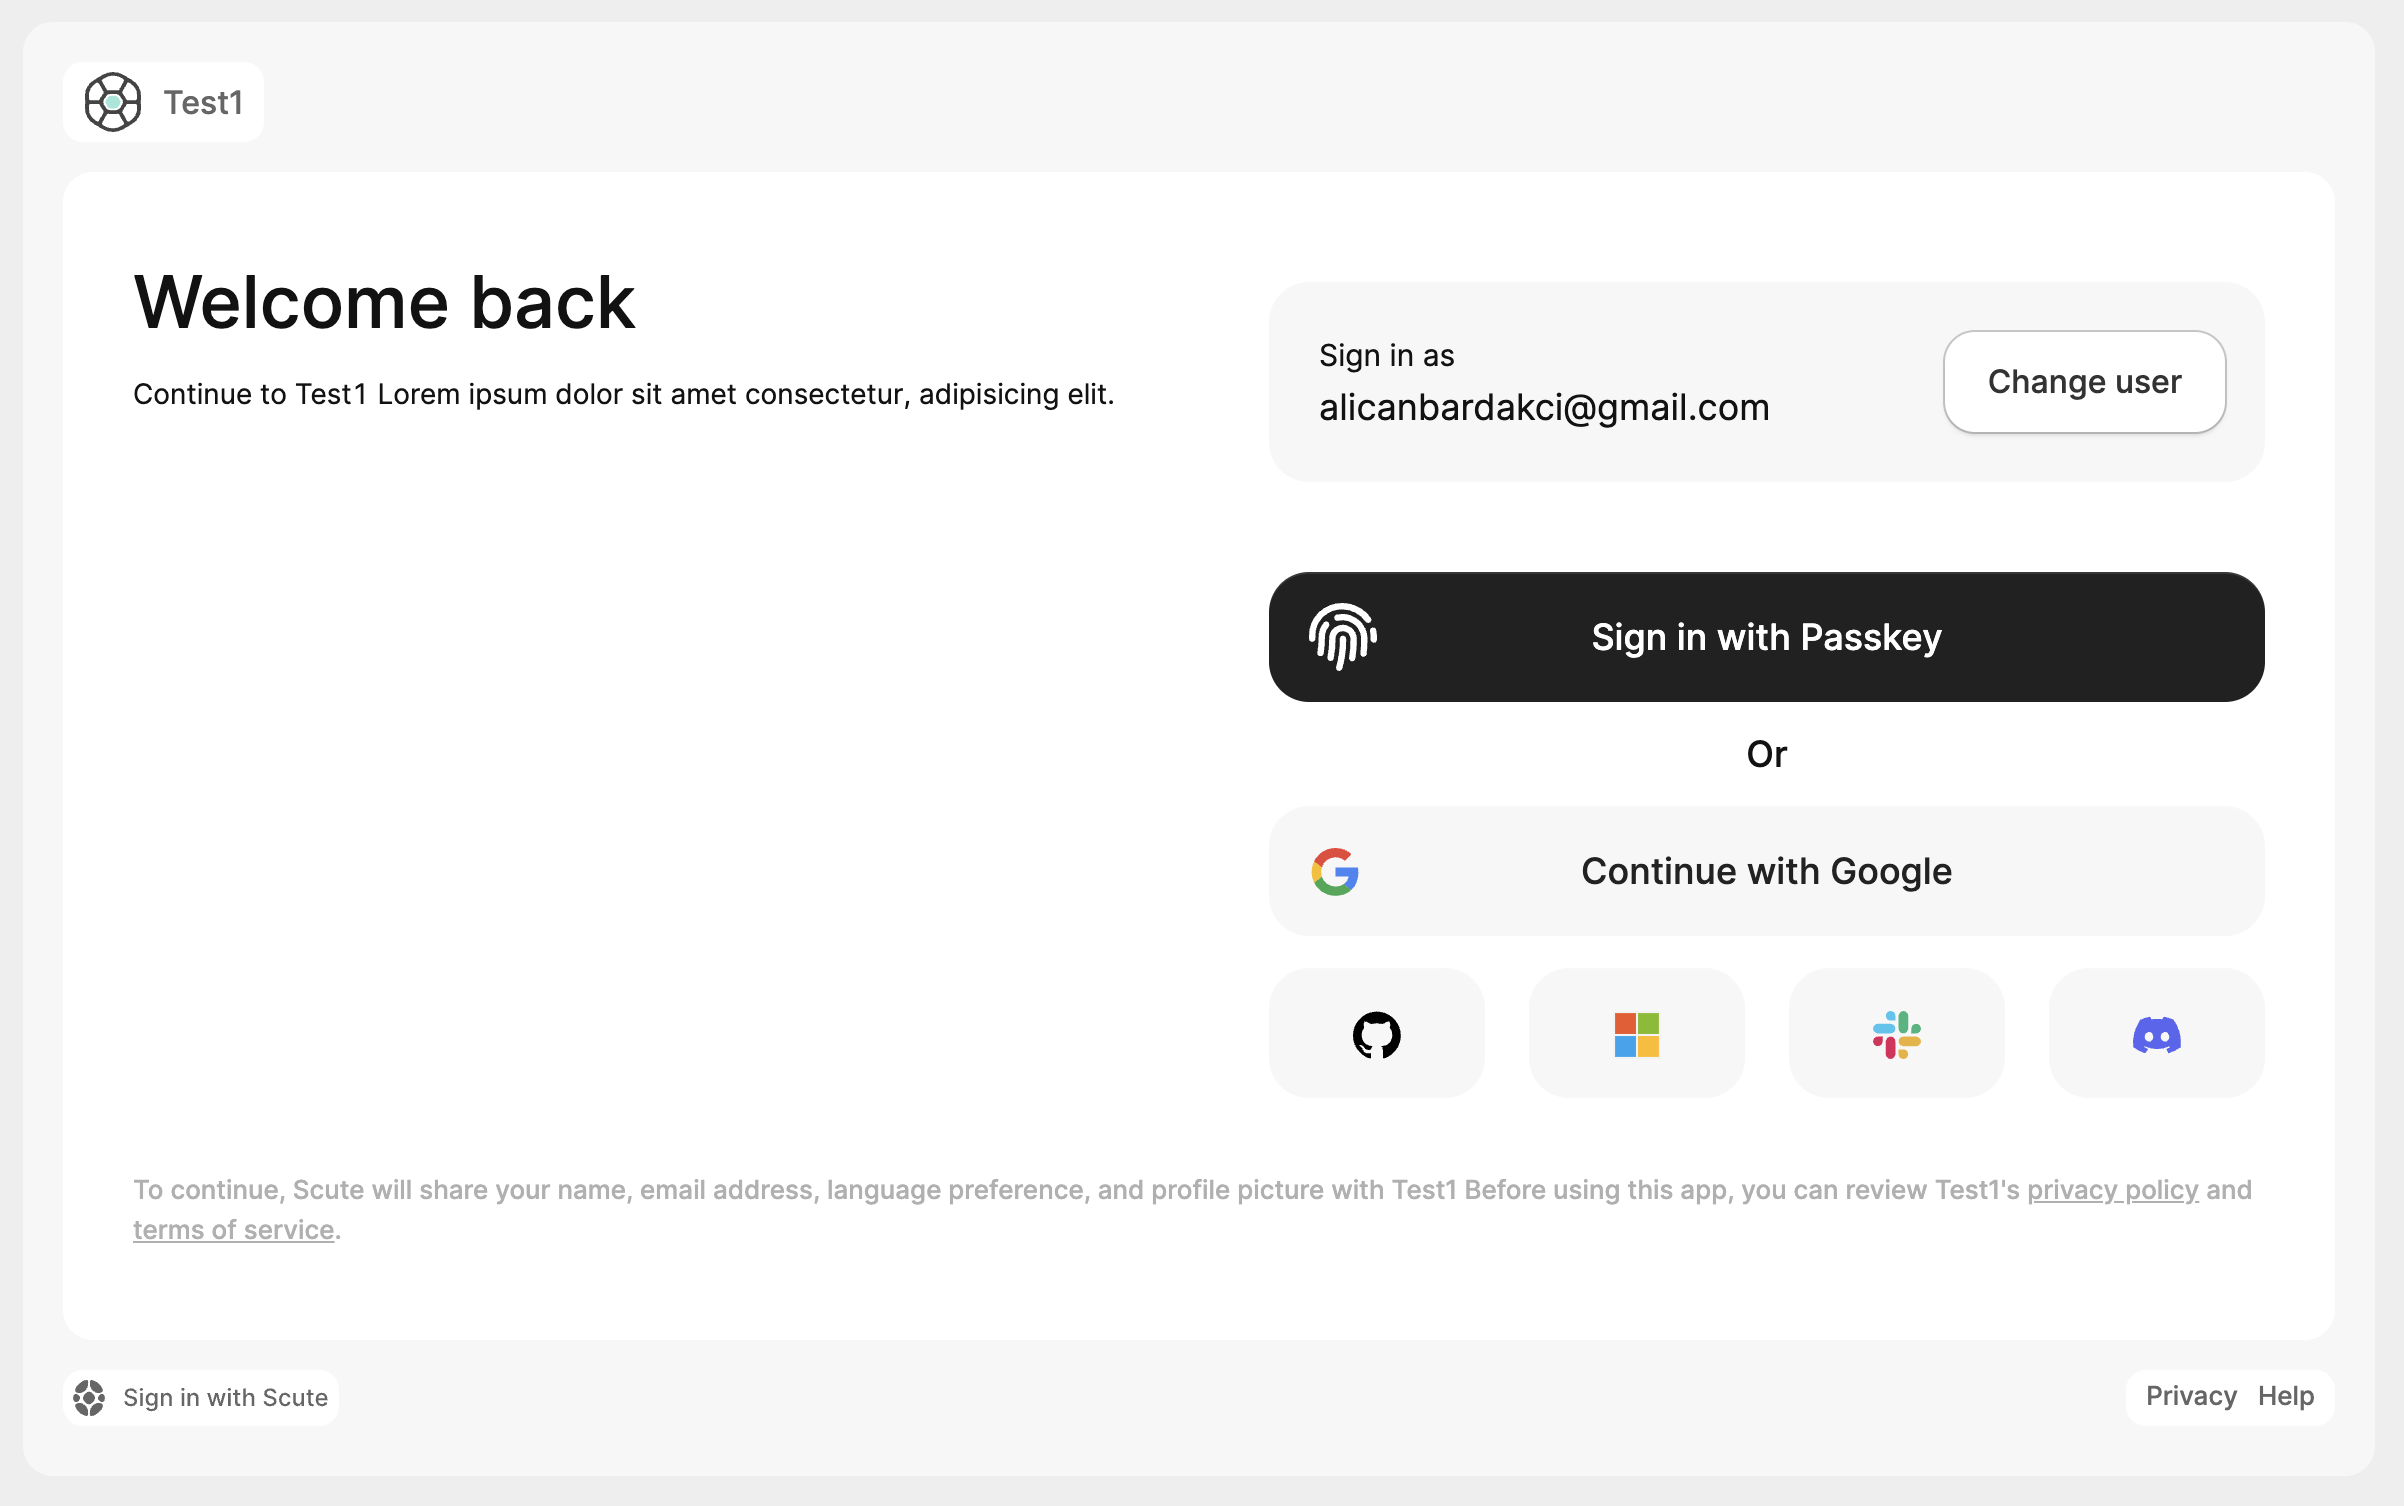 Test1
Welcome back
Continue to Test1 Lorem ipsum dolor sit amet consectetur, adipisicing elit.
Sign in as
alicanbardakci@gmail.com
Change user
Sign in with Passkey
Or
Continue with Google
To continue, Scute will share your name, email address, language preference, and profile picture with Test1 Before using this app, you can review Test1's privacy policy and
terms of service.
Sign in with Scute
Privacy Help